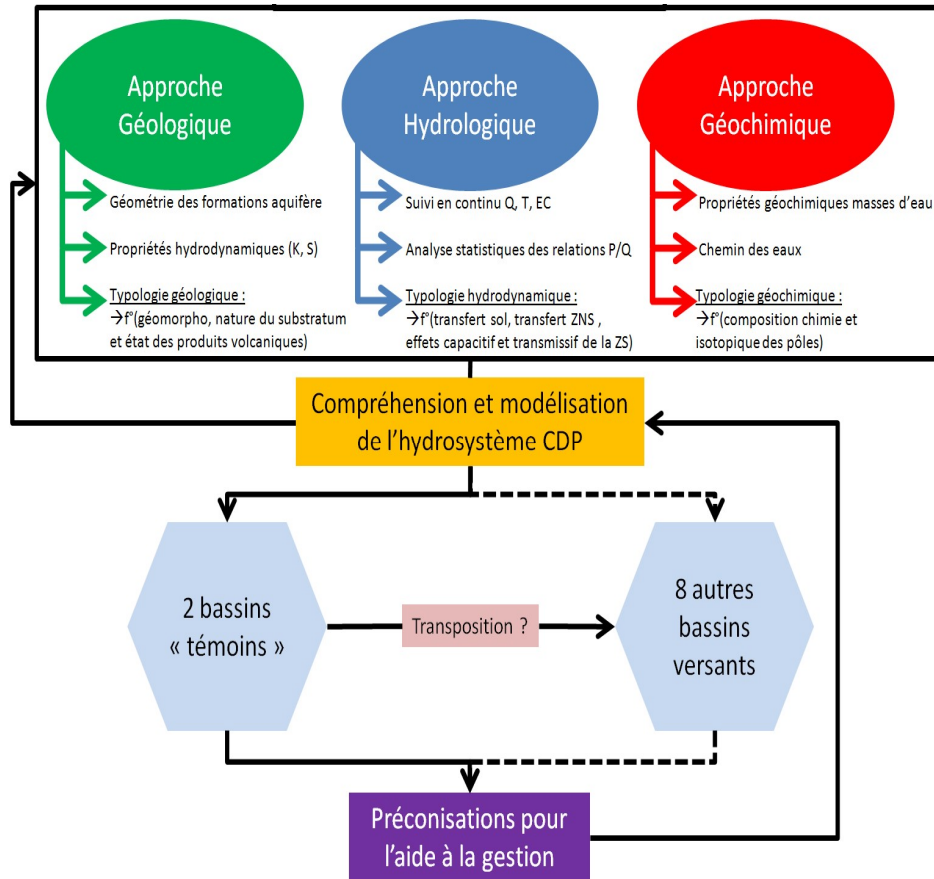 Approche
Géologique
Approche
Hydrologique
Approche
Géochimique
Géométrie des formations aquifère
Propriétés hydrodynamiques (K, S)
Typologie géologique :
→f°(géomorpho, nature du substratum
et état des produits volcaniques)
Suivi en continu Q, T, EC
Analyse statistiques des relations P/Q
Typologie hydrodynamique :
→f°(transfert sol, transfert ZNS ,
effets capacitif et transmissif de la ZS)
Propriétés géochimiques masses d'eau
Chemin des eaux
Typologie géochimique :
→f°(composition chimie et
isotopique des pôles)
Compréhension et modélisation
de l'hydrosystème CDP
2 bassins
« témoins »
Transposition ?
8 autres
bassins
versants
Préconisations pour
l'aide à la gestion